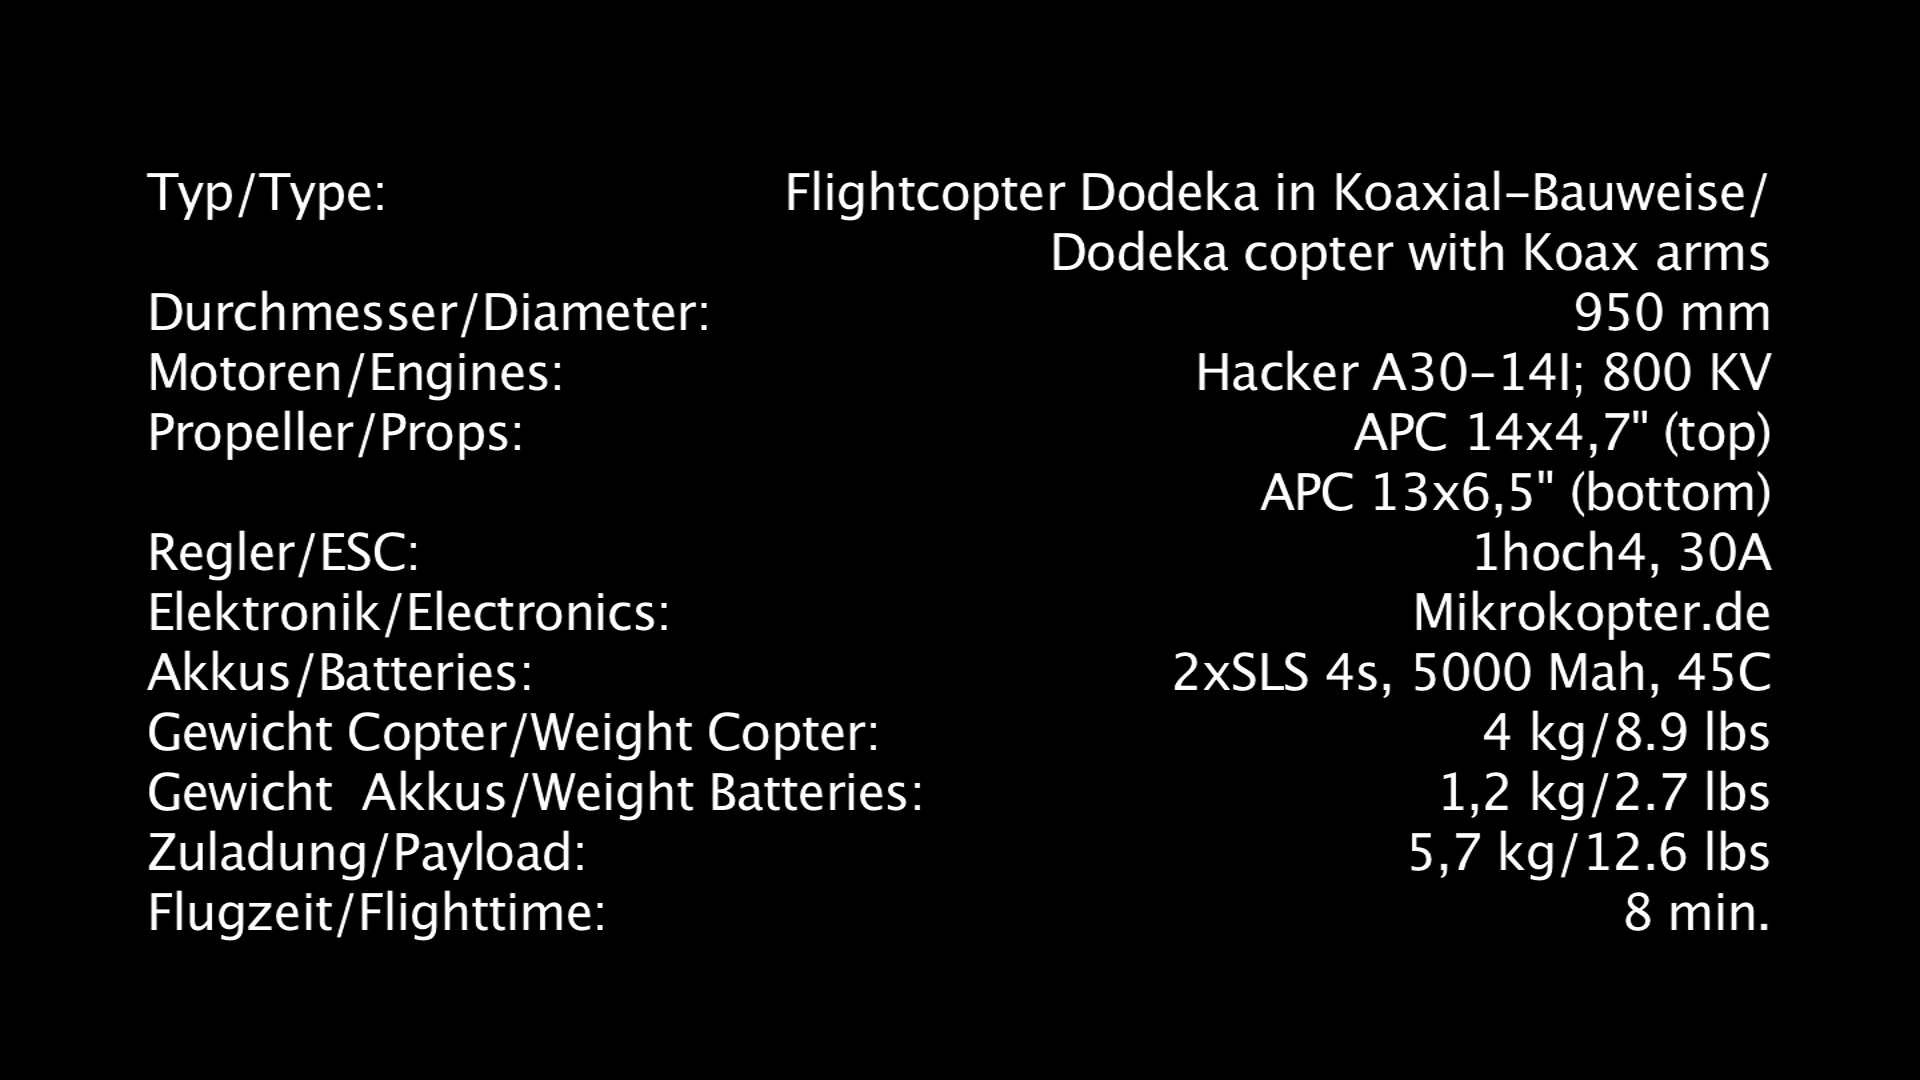 Typ/Type: Flightcopter Dodeka in Koaxial-Bauweise/
Dodeka copter with Koax arms
Durchmesser/Diameter: 950 mm
Motoren/Engines: Hacker A30-14l; 800 KV
Propeller/Props: APC 14x4,7" (top)
APC 13x6,5" (bottom)
Regler/ESC: 1hoch4, 30A
Elektronik/Electronics: Mikrokopter.de
Akkus/Batteries: 2xSLS 4s, 5000 Mah, 45C
Gewicht Copter/Weight Copter: 4 kg/8.9 lbs
Gewicht  Akkus/Weight Batteries: 1,2 kg/2.7 lbs
Zuladung/Payload: 5,7 kg/12.6 lbs
Flugzeit/Flighttime: 8 min.